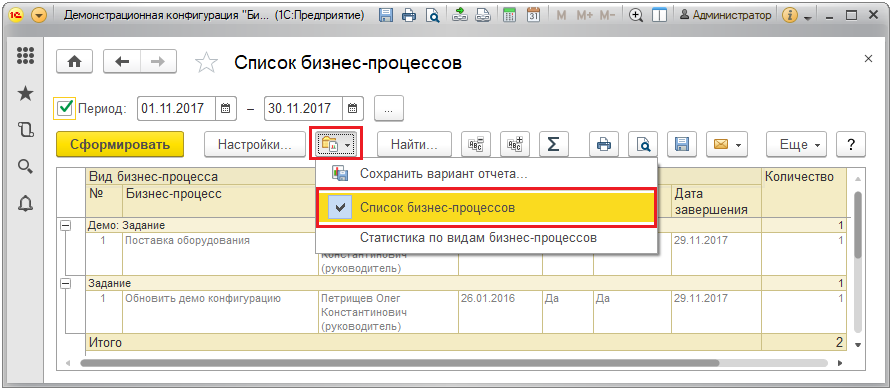 Демонстрационная конфигурация "Би... (1С:Предприятие)
M M+ M- Администратор
Список бизнес-процессов
Период: 01.11.2017 – 30.11.2017 ...
Сформировать Настройки... Найти... Σ Еще ?
Сохранить вариант отчета...
Список бизнес-процессов
Статистика по видам бизнес-процессов
Вид бизнес-процесса Количество
№ Бизнес-процесс Дата
завершения
Демо: Задание 1
1 Поставка оборудования 29.11.2017 1
Константинович
(руководитель)
Задание 1
1 Обновить демо конфигурацию Петрищев Олег 26.01.2016 Да Да 29.11.2017 1
Константинович
(руководитель)
Итого 2